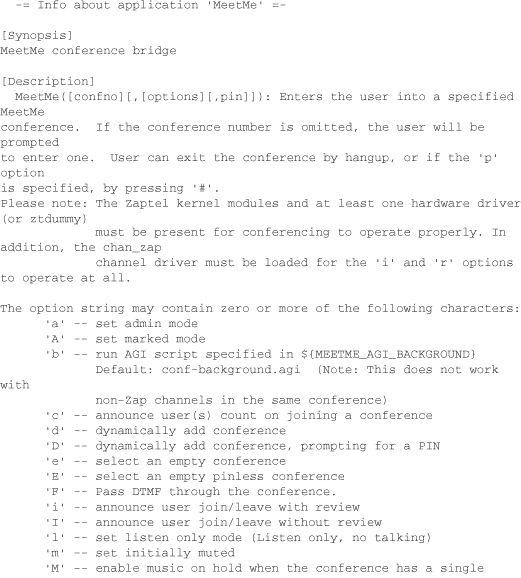 -= Info about application 'MeetMe' =-
[Synopsis]
MeetMe conference bridge
[Description]
MeetMe([confno][,[options][,pin]]): Enters the user into a specified
MeetMe
conference.  If the conference number is omitted, the user will be
prompted
to enter one.  User can exit the conference by hangup, or if the 'p'
option
is specified, by pressing '#'.
Please note: The Zaptel kernel modules and at least one hardware driver
(or ztdummy)
must be present for conferencing to operate properly. In
addition, the chan_zap
channel driver must be loaded for the 'i' and 'r' options
to operate at all.
The option string may contain zero or more of the following characters:
'a' -- set admin mode
'A' -- set marked mode
'b' -- run AGI script specified in ${MEETME_AGI_BACKGROUND}
Default: conf-background.agi  (Note: This does not work
with
non-Zap channels in the same conference)
'c' -- announce user(s) count on joining a conference
'd' -- dynamically add conference
'D' -- dynamically add conference, prompting for a PIN
'e' -- select an empty conference
'E' -- select an empty pinless conference
'F' -- Pass DTMF through the conference.
'i' -- announce user join/leave with review
'I' -- announce user join/leave without review
'l' -- set listen only mode (Listen only, no talking)
'm' -- set initially muted
'M' -- enable music on hold when the conference has a single